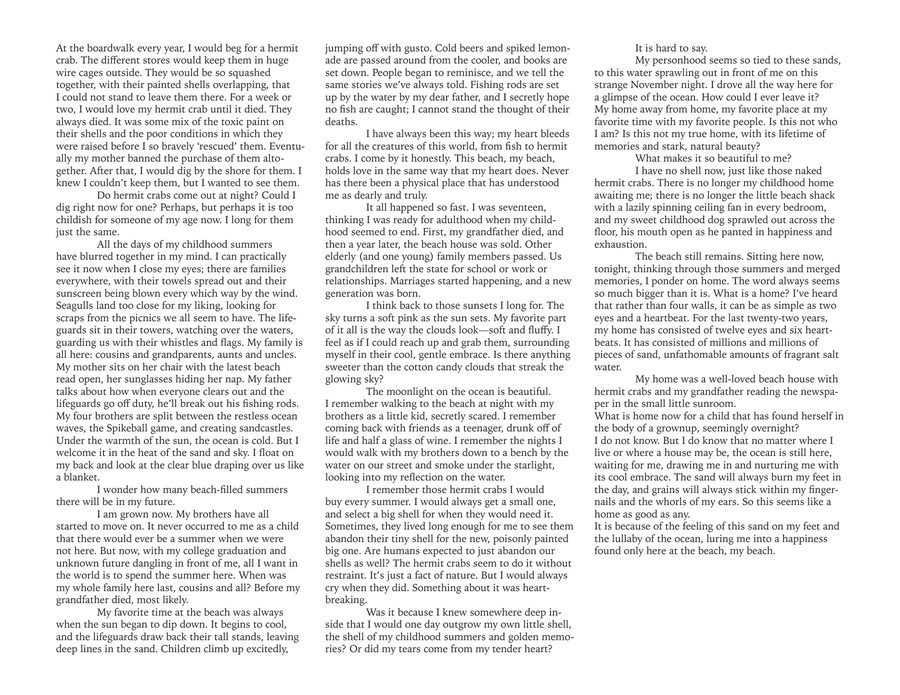 At the boardwalk every year, I would beg for a hermit
crab. The different stores would keep them in huge
wire cages outside. They would be so squashed
together, with their painted shells overlapping, that
I could not stand to leave them there. For a week or
two, I would love my hermit crab until it died. They
always died. It was some mix of the toxic paint on
their shells and the poor conditions in which they
were raised before I so bravely ‘rescued’ them. Eventu-
ally my mother banned the purchase of them alto-
gether. After that, I would dig by the shore for them. I
knew I couldn’t keep them, but I wanted to see them.
Do hermit crabs come out at night? Could I
dig right now for one? Perhaps, but perhaps it is too
childish for someone of my age now. I long for them
just the same.
All the days of my childhood summers
have blurred together in my mind. I can practically
see it now when I close my eyes; there are families
everywhere, with their towels spread out and their
sunscreen being blown every which way by the wind.
Seagulls land too close for my liking, looking for
scraps from the picnics we all seem to have. The life-
guards sit in their towers, watching over the waters,
guarding us with their whistles and flags. My family is
all here: cousins and grandparents, aunts and uncles.
My mother sits on her chair with the latest beach
read open, her sunglasses hiding her nap. My father
talks about how when everyone clears out and the
lifeguards go off duty, he’ll break out his fishing rods.
My four brothers are split between the restless ocean
waves, the Spikeball game, and creating sandcastles.
Under the warmth of the sun, the ocean is cold. But I
welcome it in the heat of the sand and sky. I float on
my back and look at the clear blue draping over us like
a blanket.
I wonder how many beach-filled summers
there will be in my future.
I am grown now. My brothers have all
started to move on. It never occurred to me as a child
that there would ever be a summer when we were
not here. But now, with my college graduation and
unknown future dangling in front of me, all I want in
the world is to spend the summer here. When was
my whole family here last, cousins and all? Before my
grandfather died, most likely.
My favorite time at the beach was always
when the sun began to dip down. It begins to cool,
and the lifeguards draw back their tall stands, leaving
deep lines in the sand. Children climb up excitedly,
jumping off with gusto. Cold beers and spiked lemon-
ade are passed around from the cooler, and books are
set down. People began to reminisce, and we tell the
same stories we’ve always told. Fishing rods are set
up by the water by my dear father, and I secretly hope
no fish are caught; I cannot stand the thought of their
deaths.
I have always been this way; my heart bleeds
for all the creatures of this world, from fish to hermit
crabs. I come by it honestly. This beach, my beach,
holds love in the same way that my heart does. Never
has there been a physical place that has understood
me as dearly and truly.
It all happened so fast. I was seventeen,
thinking I was ready for adulthood when my child-
hood seemed to end. First, my grandfather died, and
then a year later, the beach house was sold. Other
elderly (and one young) family members passed. Us
grandchildren left the state for school or work or
relationships. Marriages started happening, and a new
generation was born.
I think back to those sunsets I long for. The
sky turns a soft pink as the sun sets. My favorite part
of it all is the way the clouds look—soft and fluffy. I
feel as if I could reach up and grab them, surrounding
myself in their cool, gentle embrace. Is there anything
sweeter than the cotton candy clouds that streak the
glowing sky?
The moonlight on the ocean is beautiful.
I remember walking to the beach at night with my
brothers as a little kid, secretly scared. I remember
coming back with friends as a teenager, drunk off of
life and half a glass of wine. I remember the nights I
would walk with my brothers down to a bench by the
water on our street and smoke under the starlight,
looking into my reflection on the water.
I remember those hermit crabs I would
buy every summer. I would always get a small one,
and select a big shell for when they would need it.
Sometimes, they lived long enough for me to see them
abandon their tiny shell for the new, poisonly painted
big one. Are humans expected to just abandon our
shells as well? The hermit crabs seem to do it without
restraint. It’s just a fact of nature. But I would always
cry when they did. Something about it was heart-
breaking.
Was it because I knew somewhere deep in-
side that I would one day outgrow my own little shell,
the shell of my childhood summers and golden memo-
ries? Or did my tears come from my tender heart?
It is hard to say.
My personhood seems so tied to these sands,
to this water sprawling out in front of me on this
strange November night. I drove all the way here for
a glimpse of the ocean. How could I ever leave it?
My home away from home, my favorite place at my
favorite time with my favorite people. Is this not who
I am? Is this not my true home, with its lifetime of
memories and stark, natural beauty?
What makes it so beautiful to me?
I have no shell now, just like those naked
hermit crabs. There is no longer my childhood home
awaiting me; there is no longer the little beach shack
with a lazily spinning ceiling fan in every bedroom,
and my sweet childhood dog sprawled out across the
floor, his mouth open as he panted in happiness and
exhaustion.
The beach still remains. Sitting here now,
tonight, thinking through those summers and merged
memories, I ponder on home. The word always seems
so much bigger than it is. What is a home? I’ve heard
that rather than four walls, it can be as simple as two
eyes and a heartbeat. For the last twenty-two years,
my home has consisted of twelve eyes and six heart-
beats. It has consisted of millions and millions of
pieces of sand, unfathomable amounts of fragrant salt
water.
My home was a well-loved beach house with
hermit crabs and my grandfather reading the newspa-
per in the small little sunroom.
What is home now for a child that has found herself in
the body of a grownup, seemingly overnight?
I do not know. But I do know that no matter where I
live or where a house may be, the ocean is still here,
waiting for me, drawing me in and nurturing me with
its cool embrace. The sand will always burn my feet in
the day, and grains will always stick within my finger-
nails and the whorls of my ears. So this seems like a
home as good as any.
It is because of the feeling of this sand on my feet and
the lullaby of the ocean, luring me into a happiness
found only here at the beach, my beach.